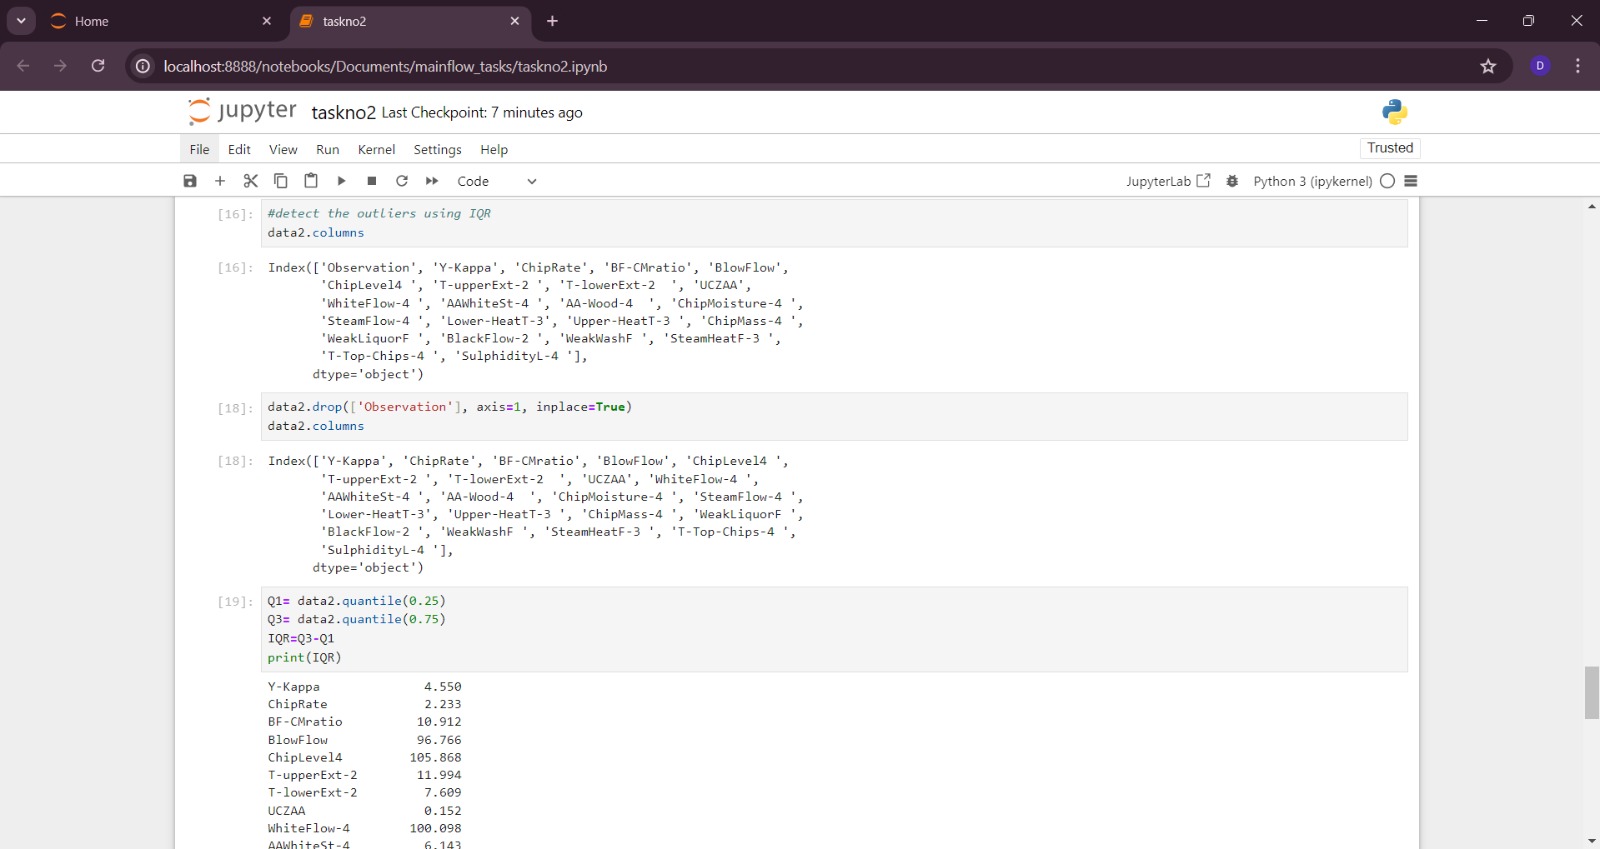 Home
taskno2
localhost:8888/notebooks/Documents/mainflow_tasks/taskno2.ipynb
D
jupyter taskno2 Last Checkpoint: 7 minutes ago
File Edit View Run Kernel Settings Help
Trusted
Code
JupyterLab
Python 3 (ipykernel)
[16]: #detect the outliers using IQR
data2.columns
[16]: Index(['Observation', 'Y-Kappa', 'ChipRate', 'BF-CMratio', 'BlowFlow',
'ChipLevel4 ', 'T-upperExt-2 ', 'T-lowerExt-2  ', 'UCZAA',
'WhiteFlow-4 ', 'AAWhiteSt-4 ', 'AA-Wood-4  ', 'ChipMoisture-4 ',
'SteamFlow-4 ', 'Lower-HeatT-3', 'Upper-HeatT-3 ', 'ChipMass-4 ',
'WeakLiquorF ', 'BlackFlow-2 ', 'WeakWashF ', 'SteamHeatF-3 ',
'T-Top-Chips-4 ', 'SulphidityL-4 '],
dtype='object')
[18]: data2.drop(['Observation'], axis=1, inplace=True)
data2.columns
[18]: Index(['Y-Kappa', 'ChipRate', 'BF-CMratio', 'BlowFlow', 'ChipLevel4 ',
'T-upperExt-2 ', 'T-lowerExt-2  ', 'UCZAA', 'WhiteFlow-4 ',
'AAWhiteSt-4 ', 'AA-Wood-4  ', 'ChipMoisture-4 ', 'SteamFlow-4 ',
'Lower-HeatT-3', 'Upper-HeatT-3 ', 'ChipMass-4 ', 'WeakLiquorF ',
'BlackFlow-2 ', 'WeakWashF ', 'SteamHeatF-3 ', 'T-Top-Chips-4 ',
'SulphidityL-4 '],
dtype='object')
[19]: Q1= data2.quantile(0.25)
Q3= data2.quantile(0.75)
IQR=Q3-Q1
print(IQR)
Y-Kappa 4.550
ChipRate 2.233
BF-CMratio 10.912
BlowFlow 96.766
ChipLevel4 105.868
T-upperExt-2 11.994
T-lowerExt-2 7.609
UCZAA 0.152
WhiteFlow-4 100.098
AAWhiteSt-4 6.143